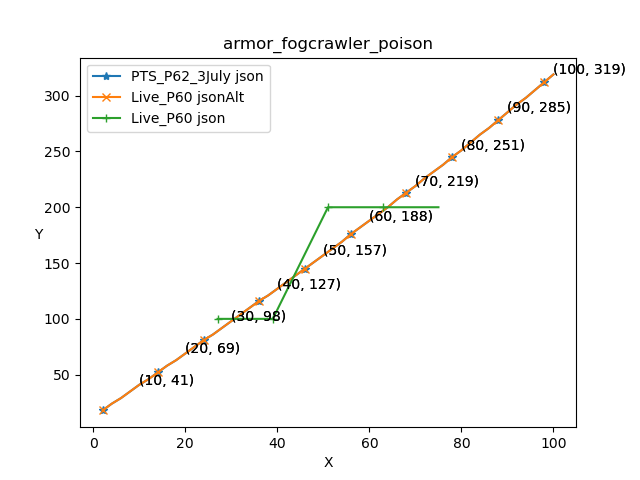 armor_fogcrawler_poison
PTS_P62_3July json
Live_P60 jsonAlt
Live_P60 json
(100, 319)
(90, 285)
(80, 251)
(70, 219)
(60, 188)
(50, 157)
(40, 127)
(30, 98)
(20, 69)
(10, 41)
300
250
200
150
100
50
Y
0 20 40 60 80 100
X